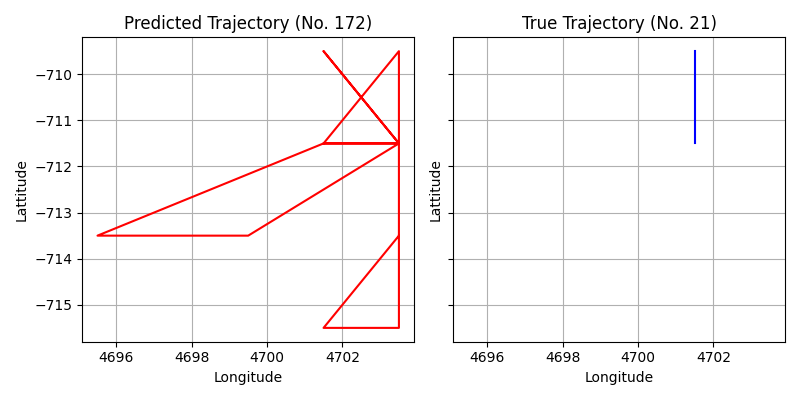 Predicted Trajectory (No. 172)
True Trajectory (No. 21)
−710
−711
−712
−713
−714
−715
Lattitude
Lattitude
4696 4698 4700 4702
4696 4698 4700 4702
Longitude
Longitude